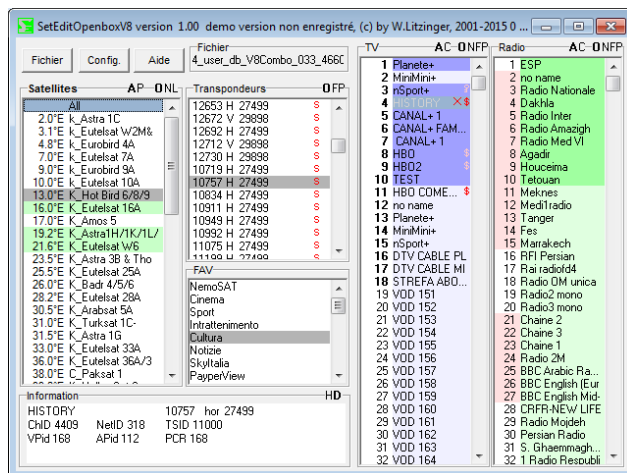 SetEditOpenboxV8 version 1.00 demo version non enregistré, (c) by W.Litzinger, 2001-2015 0 ...
Fichier
Config.
Aide
Fichier
4_user_db_V8Combo_033_466C
Satellites AP ONL
All
2.0°E k_Astra 1C
3.1°E k_Eutelsat W2M&
4.8°E k_Eurobird 4A
7.0°E k_Eutelsat 7A
9.0°E k_Eurobird 9A
10.0°E k_Eutelsat 10A
13.0°E K_Hot Bird 6/8/9
16.0°E K_Eutelsat 16A
17.0°E K_Amos 5
19.2°E K_Astra1H/1K/1L/
21.6°E K_Eutelsat W6
23.5°E K_Astra 3B & Tho
25.5°E K_Eutelsat 25A
26.0°E K_Badr 4/5/6
28.2°E K_Eutelsat 28A
30.5°E K_Arabsat 5A
31.0°E K_Turksat 1C-
31.5°E K_Astra 1G
33.0°E K_Eutelsat 33A
36.0°E K_Eutelsat 36A/3
38.0°E C_Paksat 1
Transpondeurs OFP
12653 H 27499 S
12672 V 29898 S
12692 H 27499 S
12712 V 29898 S
12730 H 29898 S
10719 H 27499 S
10757 H 27499 S
10834 H 27499 S
10911 H 27499 S
10949 H 27499 S
10992 H 27499 S
11075 H 27499 S
11199 H 27499 S
FAV
NemoSAT
Cinema
Sport
Intrattenimento
Cultura
Notizie
SkyItalia
PayperView
Information HD
HISTORY 10757 hor 27499
ChID 4409 NetID 318 TSID 11000
VPid 168 APid 112 PCR 168
TV AC ONFP
1 Planete+
2 MiniMini+
3 nSport+ $
4 HISTORY ×$
5 CANAL+ 1
6 CANAL+ FAM...
7 CANAL+ 1
8 HBO $
9 HBO2 $
10 TEST
11 HBO COME... $
12 no name
13 Planete+
14 MiniMini+
15 nSport+
16 DTV CABLE PL
17 DTV CABLE MI
18 STREFA ABO...
19 VOD 151
20 VOD 152
21 VOD 153
22 VOD 154
23 VOD 155
24 VOD 156
25 VOD 157
26 VOD 158
27 VOD 159
28 VOD 160
29 VOD 161
30 VOD 162
31 VOD 163
32 VOD 164
Radio AC ONFP
1 ESP
2 no name
3 Radio Nationale
4 Dakhla
5 Radio Inter
6 Radio Amazigh
7 Radio Med VI
8 Agadir
9 Houceima
10 Tetouan
11 Meknes
12 Medi1radio
13 Tanger
14 Fes
15 Marrakech
16 RFI Persian
17 Rai radiofd4
18 Radio OM unica
19 Radio2 mono
20 Radio3 mono
21 Chaine 2
22 Chaine 3
23 Chaine 1
24 Radio 2M
25 BBC Arabic Ra...
26 BBC English (Eur
27 BBC English Mid-
28 CRFR-NEW LIFE
29 Radio Mojdeh
30 Persian Radio
31 S. Ghaemmagh...
32 1 Radio Respubli